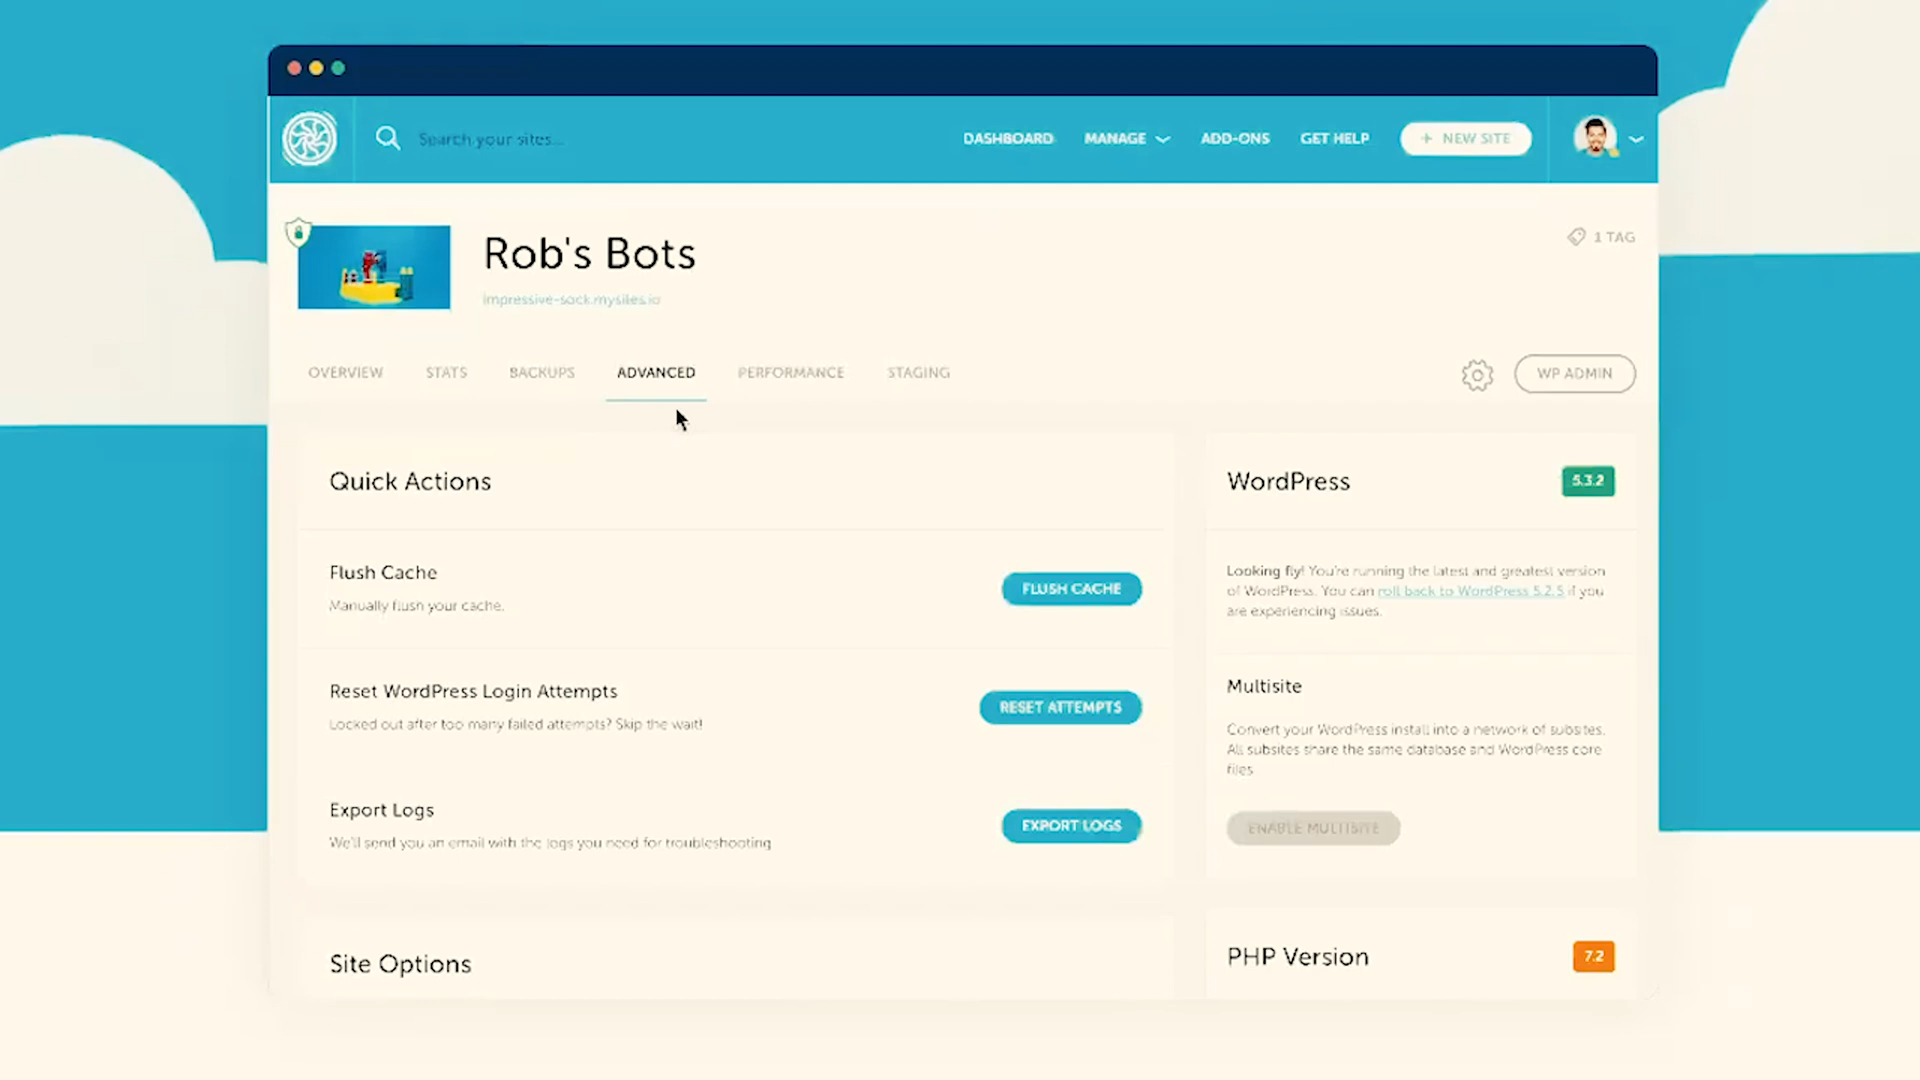 Search your sites...
DASHBOARD
MANAGE
ADD-ONS
GET HELP
+ NEW SITE
Rob's Bots
impressive-sock.mysites.io
1 TAG
OVERVIEW
STATS
BACKUPS
ADVANCED
PERFORMANCE
STAGING
WP ADMIN
Quick Actions
Flush Cache
Manually flush your cache.
FLUSH CACHE
Reset WordPress Login Attempts
Locked out after too many failed attempts? Skip the wait!
RESET ATTEMPTS
Export Logs
We'll send you an email with the logs you need for troubleshooting
EXPORT LOGS
Site Options
WordPress
5.3.2
Looking fly! You're running the latest and greatest version
of WordPress. You can roll back to WordPress 5.2.5 if you
are experiencing issues.
Multisite
Convert your WordPress install into a network of subsites.
All subsites share the same database and WordPress core
files
ENABLE MULTISITE
PHP Version
7.2